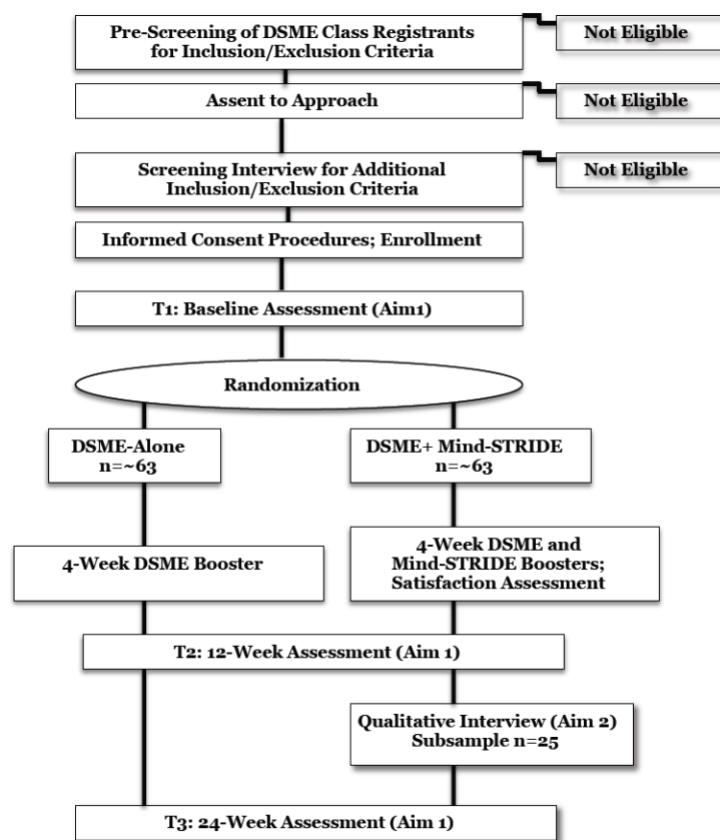 Pre-Screening of DSME Class Registrants
for Inclusion/Exclusion Criteria
Not Eligible
Assent to Approach
Not Eligible
Screening Interview for Additional
Inclusion/Exclusion Criteria
Not Eligible
Informed Consent Procedures; Enrollment
T1: Baseline Assessment (Aim1)
Randomization
DSME-Alone
n=~63
DSME+ Mind-STRIDE
n=~63
4-Week DSME Booster
4-Week DSME and
Mind-STRIDE Boosters;
Satisfaction Assessment
T2: 12-Week Assessment (Aim 1)
Qualitative Interview (Aim 2)
Subsample n=25
T3: 24-Week Assessment (Aim 1)